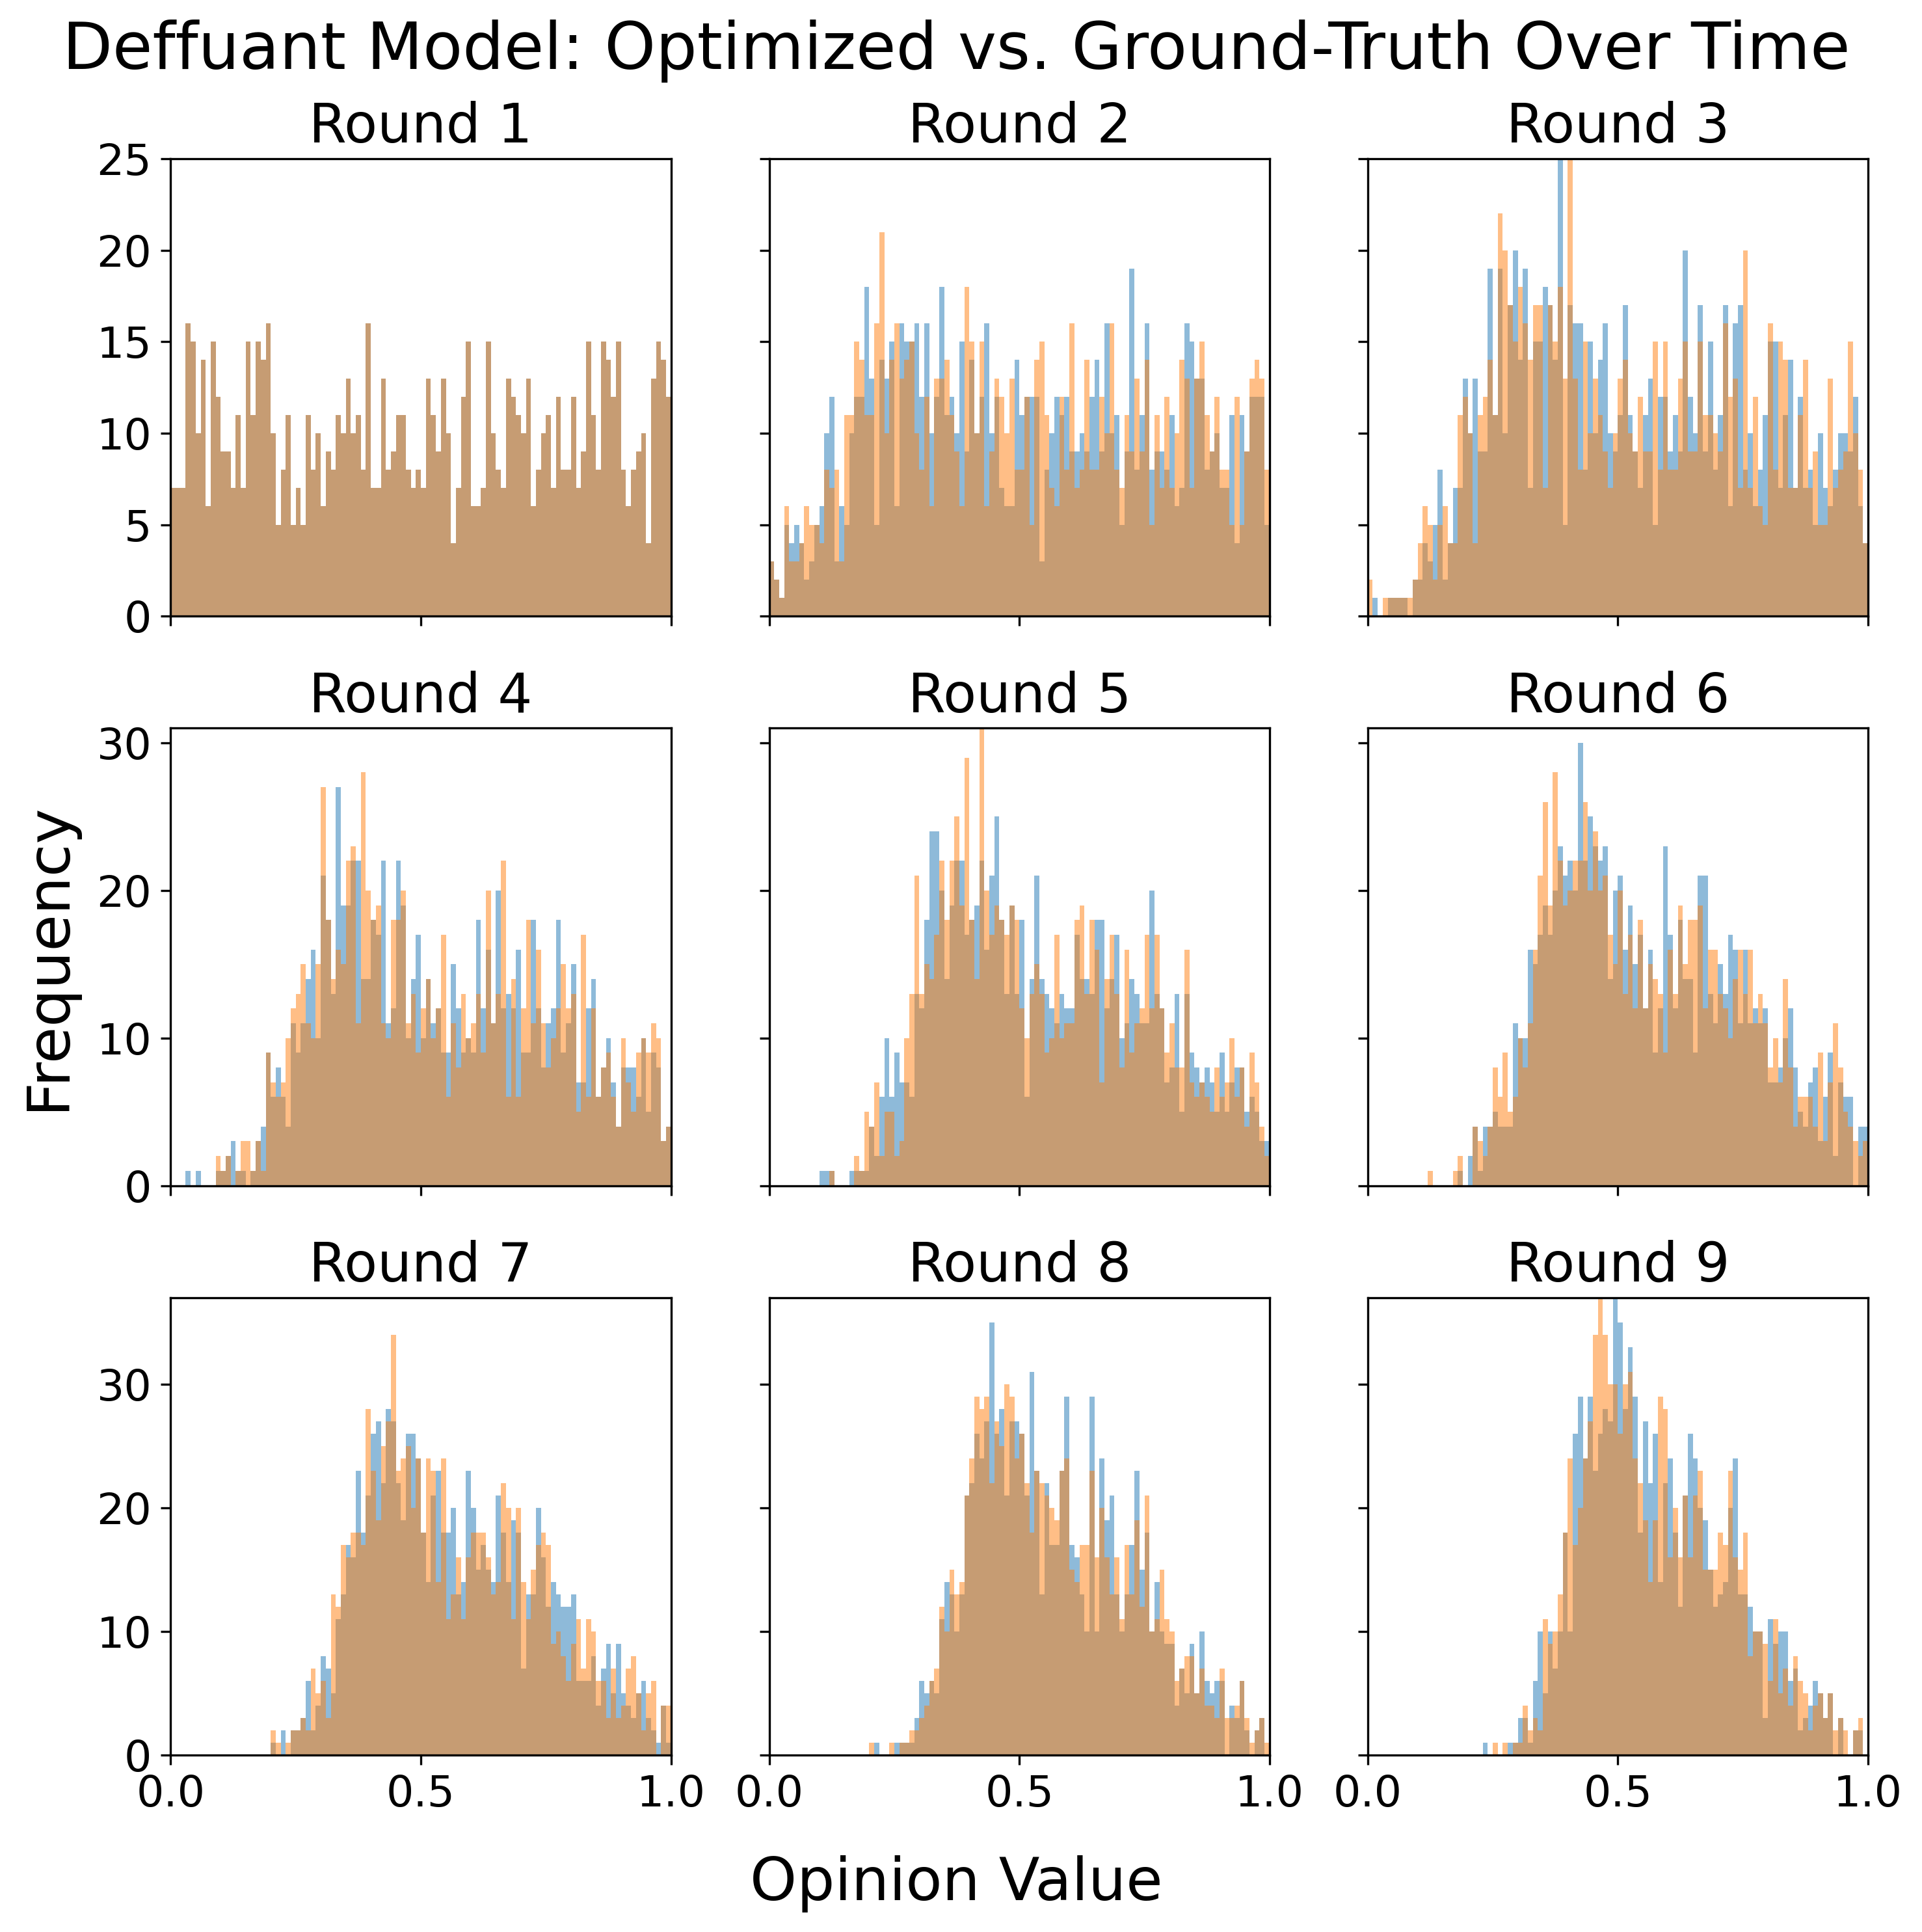 Deffuant Model: Optimized vs. Ground-Truth Over Time
Round 1
Round 2
Round 3
25
20
15
10
5
0
Round 4
Round 5
Round 6
30
20
10
0
Frequency
Round 7
Round 8
Round 9
30
20
10
0
0.0 0.5 1.0
0.0 0.5 1.0
0.0 0.5 1.0
Opinion Value